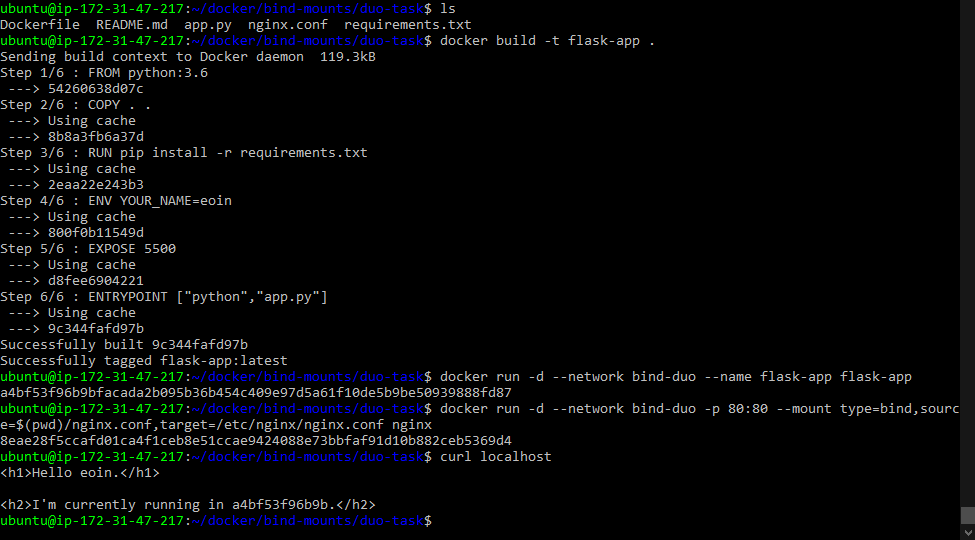 ubuntu@ip-172-31-47-217:~/docker/bind-mounts/duo-task$ ls
Dockerfile  README.md  app.py  nginx.conf  requirements.txt
ubuntu@ip-172-31-47-217:~/docker/bind-mounts/duo-task$ docker build -t flask-app .
Sending build context to Docker daemon  119.3kB
Step 1/6 : FROM python:3.6
 ---> 54260638d07c
Step 2/6 : COPY . .
 ---> Using cache
 ---> 8b8a3fb6a37d
Step 3/6 : RUN pip install -r requirements.txt
 ---> Using cache
 ---> 2eaa22e243b3
Step 4/6 : ENV YOUR_NAME=eoin
 ---> Using cache
 ---> 800f0b11549d
Step 5/6 : EXPOSE 5500
 ---> Using cache
 ---> d8fee6904221
Step 6/6 : ENTRYPOINT ["python","app.py"]
 ---> Using cache
 ---> 9c344fafd97b
Successfully built 9c344fafd97b
Successfully tagged flask-app:latest
ubuntu@ip-172-31-47-217:~/docker/bind-mounts/duo-task$ docker run -d --network bind-duo --name flask-app flask-app
a4bf53f96b9bfacada2b095b36b454c409e97d5a61f10de5b9be50939888fd87
ubuntu@ip-172-31-47-217:~/docker/bind-mounts/duo-task$ docker run -d --network bind-duo -p 80:80 --mount type=bind,sourc
e=$(pwd)/nginx.conf,target=/etc/nginx/nginx.conf nginx
8eae28f5ccafd01ca4f1ceb8e51ccae9424088e73bbfaf91d10b882ceb5369d4
ubuntu@ip-172-31-47-217:~/docker/bind-mounts/duo-task$ curl localhost
<h1>Hello eoin.</h1>
<h2>I'm currently running in a4bf53f96b9b.</h2>
ubuntu@ip-172-31-47-217:~/docker/bind-mounts/duo-task$